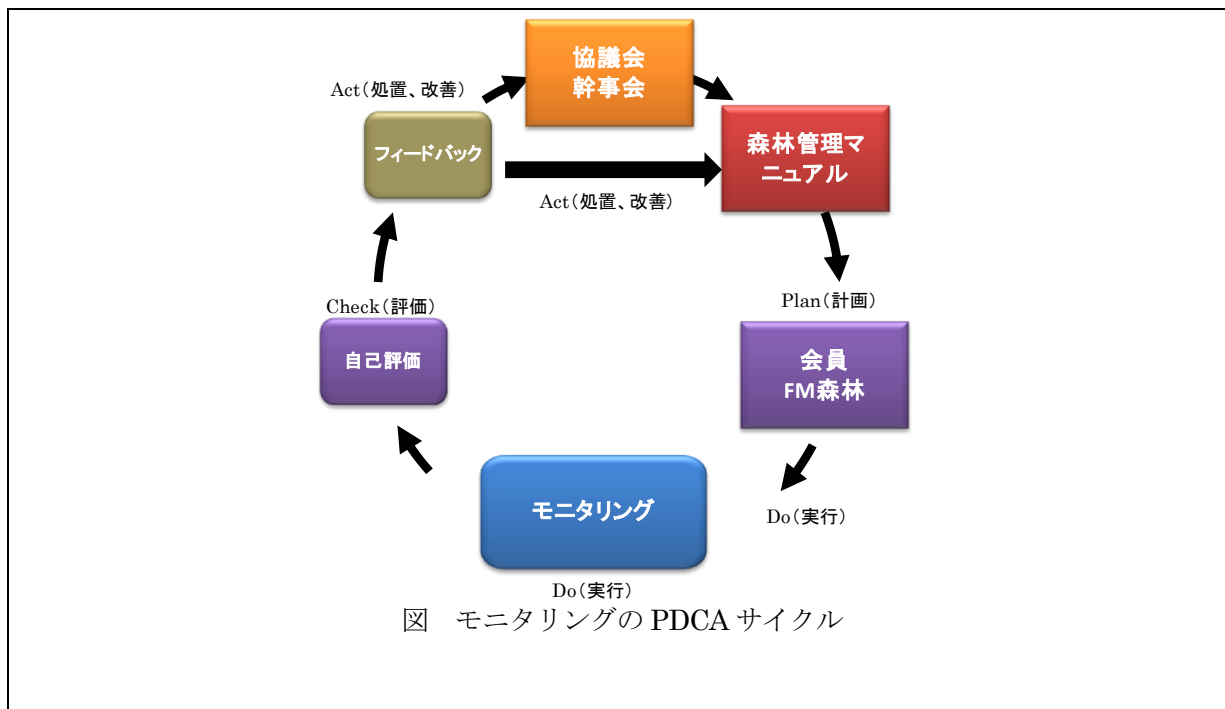 協議会
幹事会
Act（処置、改善）
フィードバック
森林管理マ
ニュアル
Act（処置、改善）
Check（評価）
Plan（計画）
自己評価
会員
FM森林
モニタリング
Do（実行）
Do（実行）
図　モニタリングの PDCA サイクル